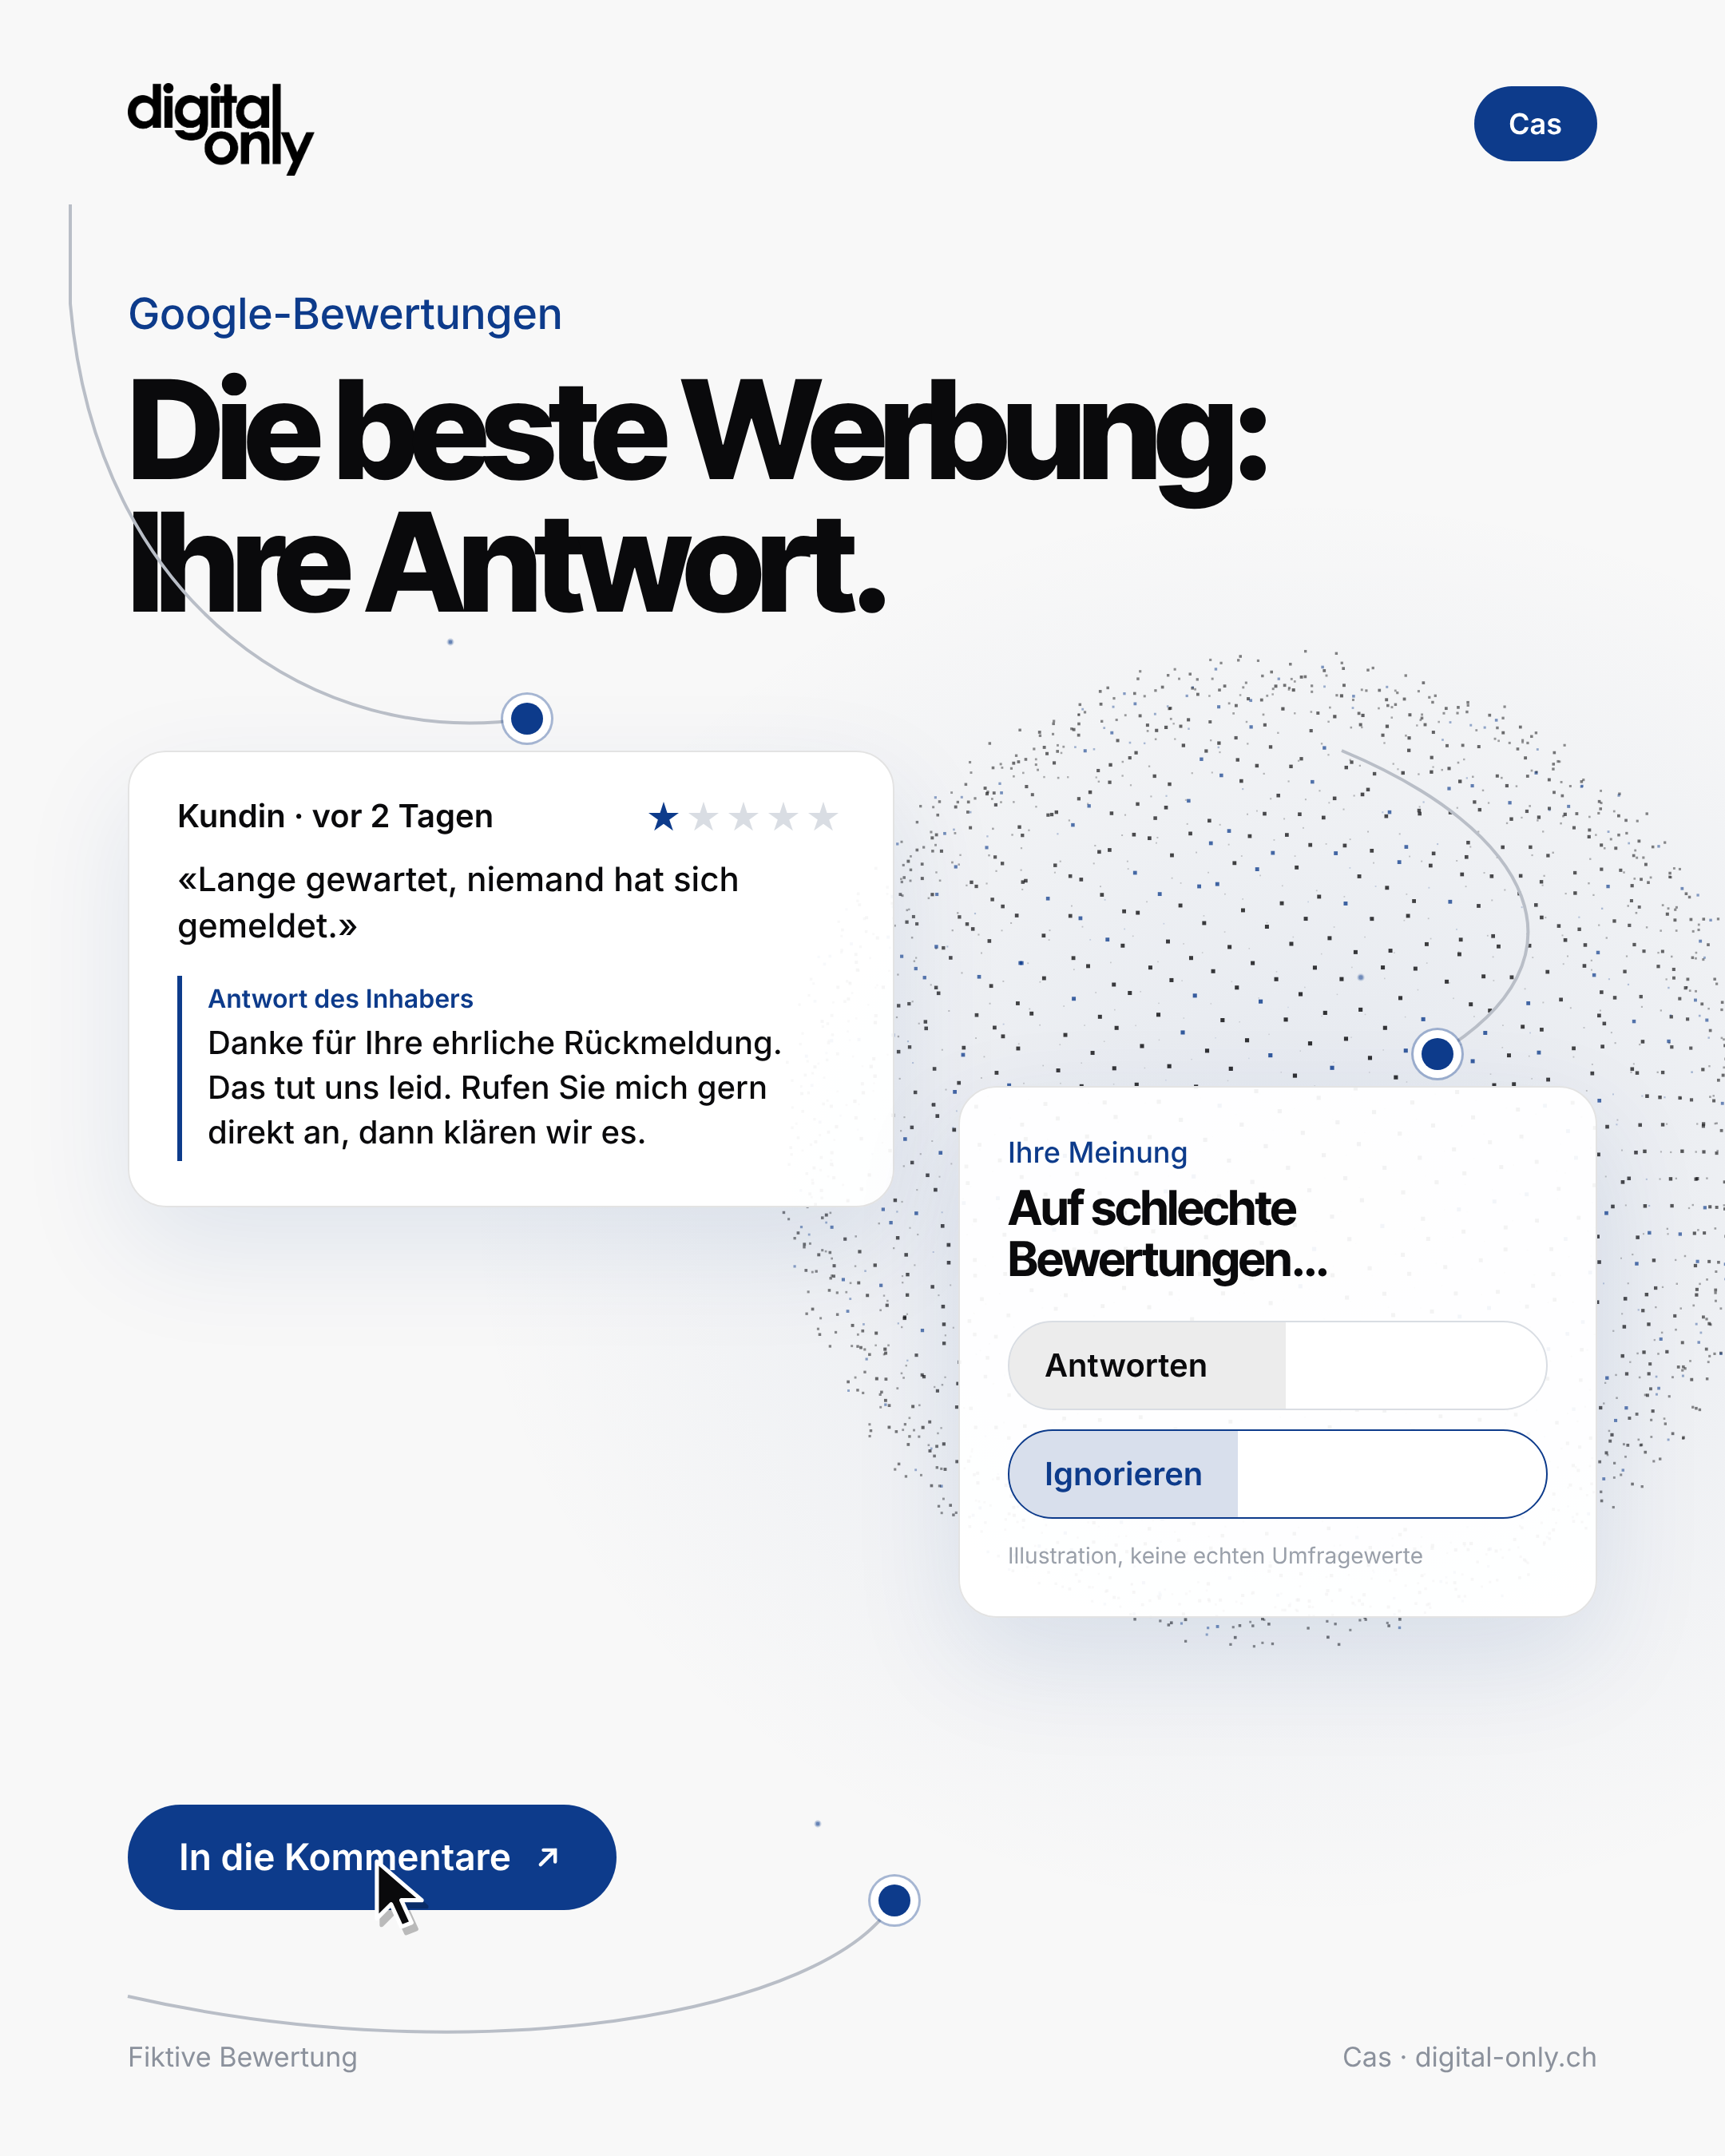 digital
only
Cas
Google-Bewertungen
Die beste Werbung:
Ihre Antwort.
Kundin · vor 2 Tagen
«Lange gewartet, niemand hat sich
gemeldet.»
Antwort des Inhabers
Danke für Ihre ehrliche Rückmeldung.
Das tut uns leid. Rufen Sie mich gern
direkt an, dann klären wir es.
Ihre Meinung
Auf schlechte
Bewertungen...
Antworten
Ignorieren
Illustration, keine echten Umfragewerte
In die Kommentare
Fiktive Bewertung
Cas · digital-only.ch